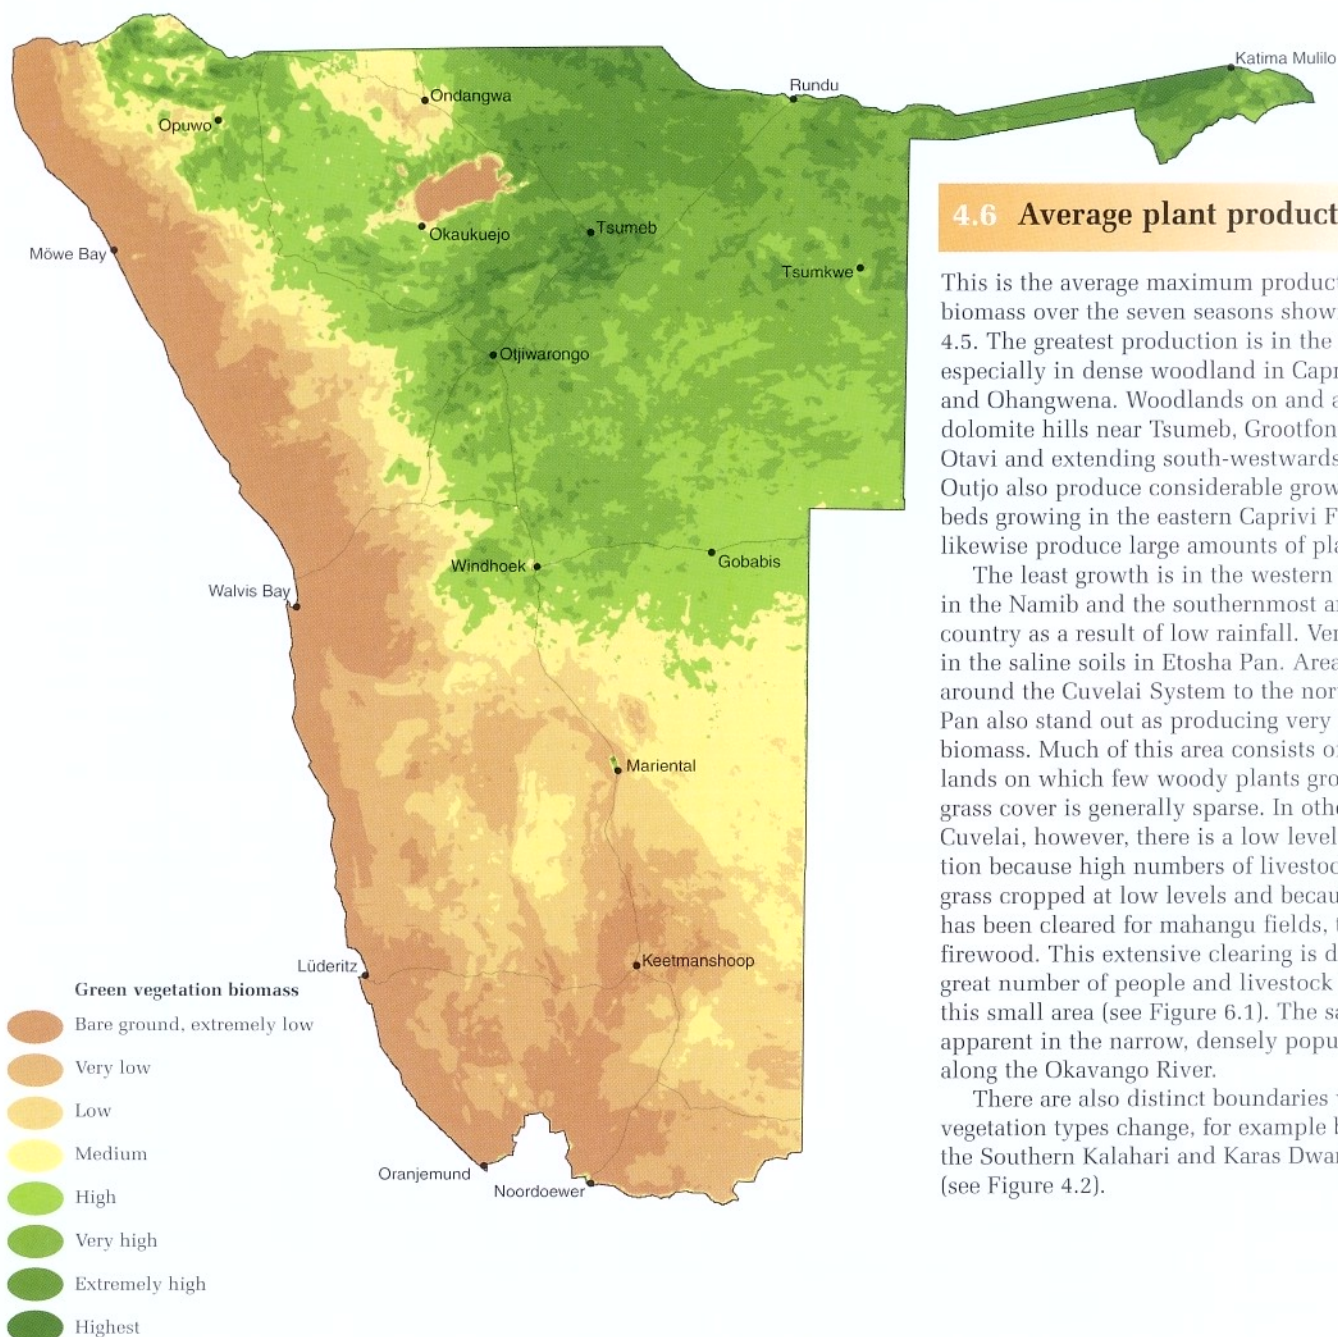 Katima Mulilo
Rundu
Ondangwa
Opuwo
Okaukuejo
Tsumeb
Tsumkwe
Möwe Bay
Otjiwarongo
Windhoek
Gobabis
Walvis Bay
Mariental
Keetmanshoop
Lüderitz
Oranjemund
Noordoewer
Green vegetation biomass
Bare ground, extremely low
Very low
Low
Medium
High
Very high
Extremely high
Highest
4.6 Average plant product
This is the average maximum product
biomass over the seven seasons show
4.5. The greatest production is in the
especially in dense woodland in Capr
and Ohangwena. Woodlands on and a
dolomite hills near Tsumeb, Grootfon
Otavi and extending south-westwards
Outjo also produce considerable grow
beds growing in the eastern Caprivi F
likewise produce large amounts of pla
The least growth is in the western
in the Namib and the southernmost ar
country as a result of low rainfall. Ver
in the saline soils in Etosha Pan. Area
around the Cuvelai System to the nor
Pan also stand out as producing very
biomass. Much of this area consists o
lands on which few woody plants gro
grass cover is generally sparse. In othe
Cuvelai, however, there is a low level
tion because high numbers of livestoc
grass cropped at low levels and becau
has been cleared for mahangu fields, t
firewood. This extensive clearing is d
great number of people and livestock
this small area (see Figure 6.1). The sa
apparent in the narrow, densely popu
along the Okavango River.
There are also distinct boundaries
vegetation types change, for example b
the Southern Kalahari and Karas Dwar
(see Figure 4.2).